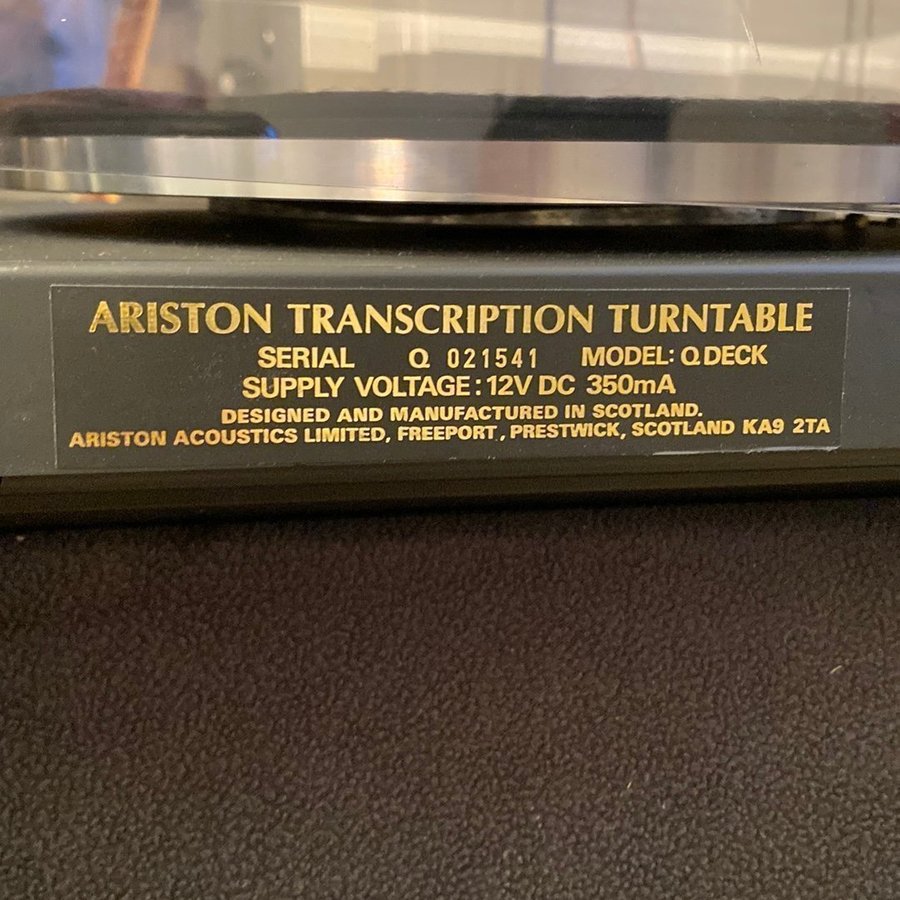 ARISTON TRANSCRIPTION TURNTABLE
SERIAL Q 021541 MODEL: Q DECK
SUPPLY VOLTAGE: 12V DC 350mA
DESIGNED AND MANUFACTURED IN SCOTLAND.
ARISTON ACOUSTICS LIMITED, FREEPORT, PRESTWICK, SCOTLAND KA9 2TA